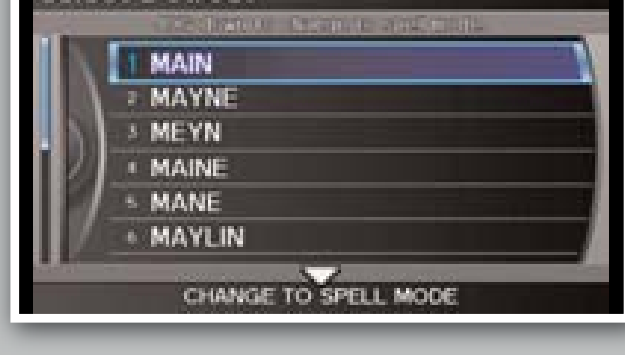 1 MAIN
2 MAYNE
3 MEYN
4 MAINE
5 MANE
6 MAYLIN
CHANGE TO SPELL MODE